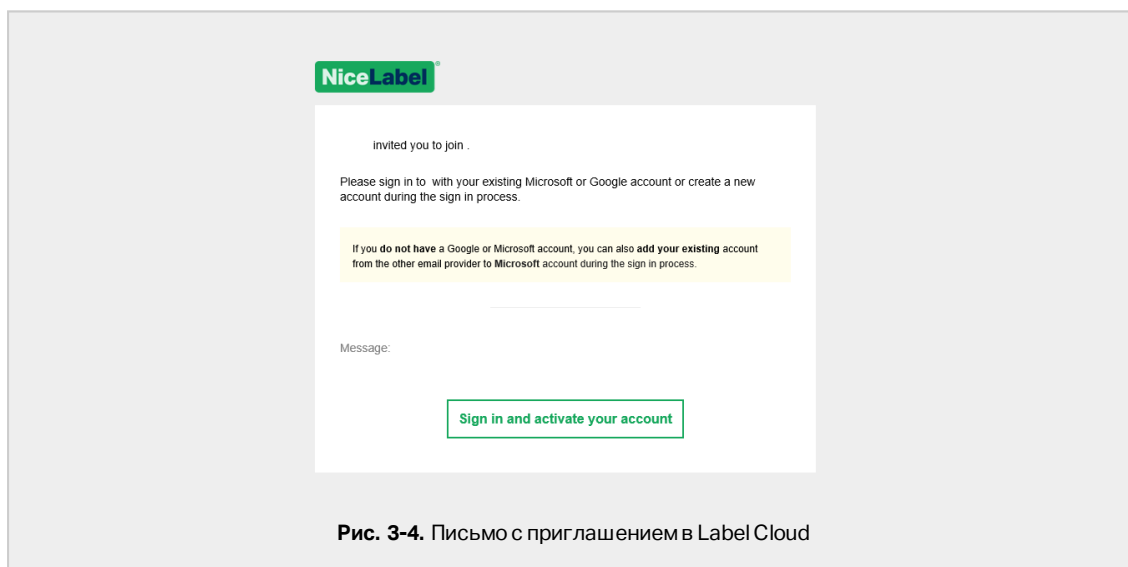 NiceLabel®
invited you to join .
Please sign in to with your existing Microsoft or Google account or create a new
account during the sign in process.
If you do not have a Google or Microsoft account, you can also add your existing account
from the other email provider to Microsoft account during the sign in process.
Message:
Sign in and activate your account
Рис. 3-4. Письмо с приглашением в Label Cloud